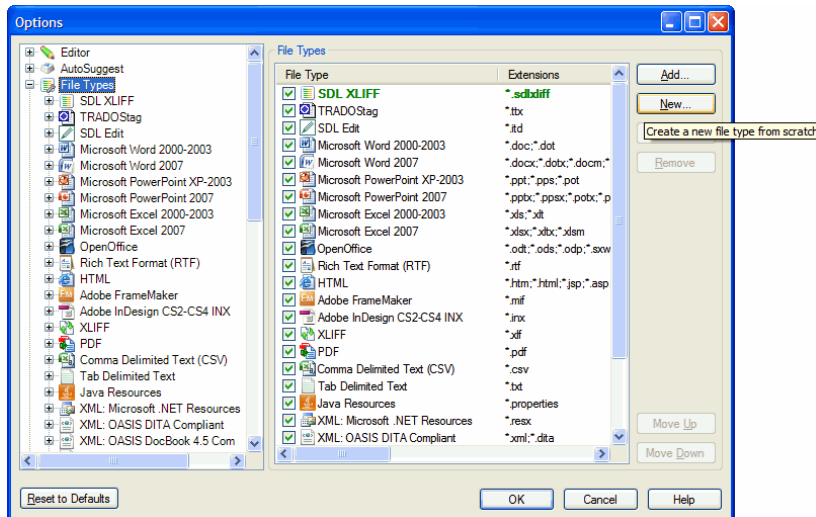 Options
Editor
AutoSuggest
File Types
SDL XLIFF
TRADOStag
SDL Edit
Microsoft Word 2000-2003
Microsoft Word 2007
Microsoft PowerPoint XP-2003
Microsoft PowerPoint 2007
Microsoft Excel 2000-2003
Microsoft Excel 2007
OpenOffice
Rich Text Format (RTF)
HTML
Adobe FrameMaker
Adobe InDesign CS2-CS4 INX
XLIFF
PDF
Comma Delimited Text (CSV)
Tab Delimited Text
Java Resources
XML: Microsoft .NET Resources
XML: OASIS DITA Compliant
XML: OASIS DocBook 4.5 Com
File Types
File Type Extensions
SDL XLIFF *.sdlxliff
TRADOStag *.ttx
SDL Edit *.itd
Microsoft Word 2000-2003 *.doc;*.dot
Microsoft Word 2007 *.docx;*.dotx;*.docm;*
Microsoft PowerPoint XP-2003 *.ppt;*.pps;*.pot
Microsoft PowerPoint 2007 *.pptx;*.ppsx;*.potx;*.p
Microsoft Excel 2000-2003 *.xls;*.xlt
Microsoft Excel 2007 *.xlsx;*.xltx;*.xlsm
OpenOffice *.odt;*.ods;*.odp;*.sxw
Rich Text Format (RTF) *.rtf
HTML *.htm;*.html;*.jsp;*.asp
Adobe FrameMaker *.mif
Adobe InDesign CS2-CS4 INX *.inx
XLIFF *.xlf
PDF *.pdf
Comma Delimited Text (CSV) *.csv
Tab Delimited Text *.txt
Java Resources *.properties
XML: Microsoft .NET Resources *.resx
XML: OASIS DITA Compliant *.xml;*.dita
Add...
New...
Create a new file type from scratch
Remove
Move Up
Move Down
Reset to Defaults
OK
Cancel
Help